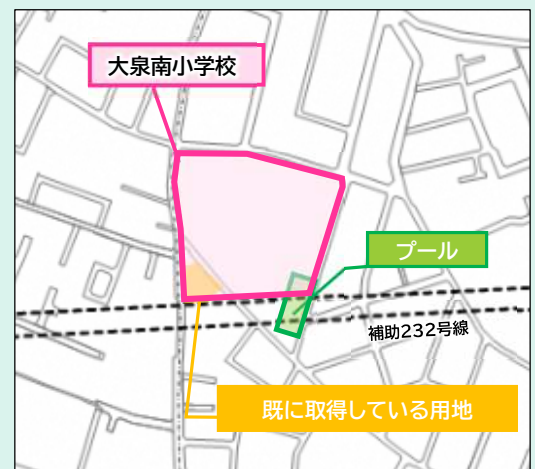 大泉南小学校
プール
補助232号線
既に取得している用地